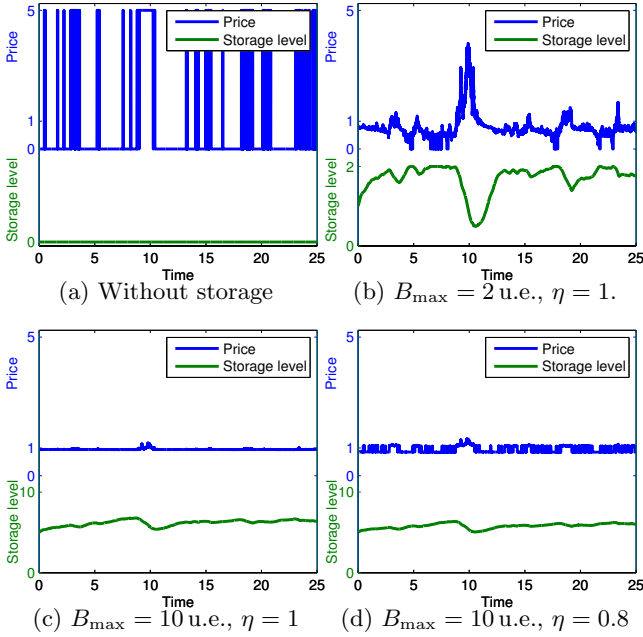 5
Price
1
0
Storage level
0
Price
Storage level
0 5 10 15 20 25
Time
(a) Without storage
5
Price
1
0
2
Storage level
0
Price
Storage level
0 5 10 15 20 25
Time
(b) B_max = 2 u.e., η = 1.
5
Price
1
0
10
Storage level
0
Price
Storage level
0 5 10 15 20 25
Time
(c) B_max = 10 u.e., η = 1
5
Price
1
0
10
Storage level
0
Price
Storage level
0 5 10 15 20 25
Time
(d) B_max = 10 u.e., η = 0.8